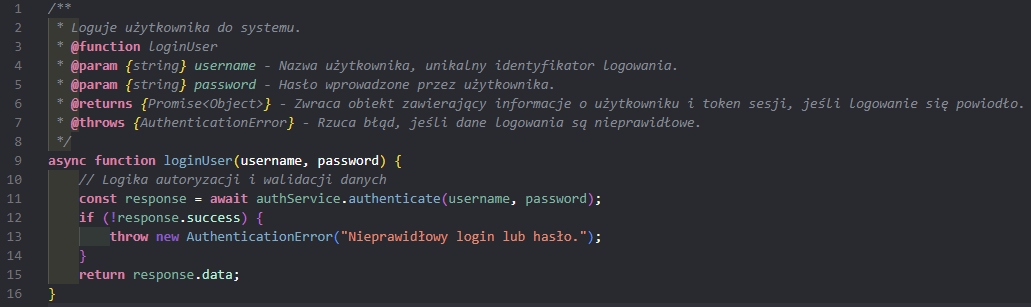 1 /**
2  * Loguje użytkownika do systemu.
3  * @function loginUser
4  * @param {string} username - Nazwa użytkownika, unikalny identyfikator logowania.
5  * @param {string} password - Hasło wprowadzone przez użytkownika.
6  * @returns {Promise<Object>} - Zwraca obiekt zawierający informacje o użytkowniku i token sesji, jeśli logowanie się powiodło.
7  * @throws {AuthenticationError} - Rzuca błąd, jeśli dane logowania są nieprawidłowe.
8  */
9 async function loginUser(username, password) {
10     // Logika autoryzacji i walidacji danych
11     const response = await authService.authenticate(username, password);
12     if (!response.success) {
13         throw new AuthenticationError("Nieprawidłowy login lub hasło.");
14     }
15     return response.data;
16 }